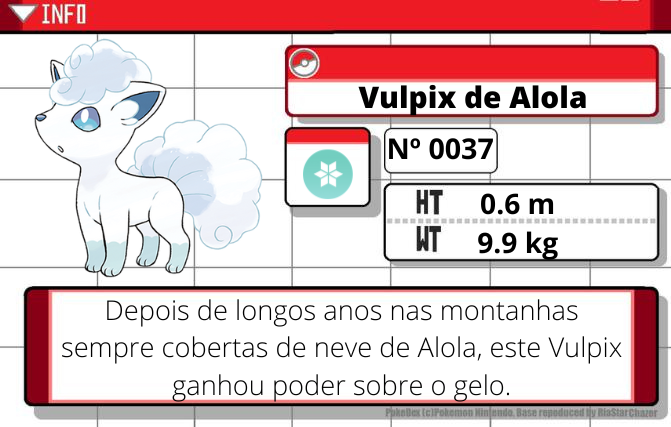 INFO
Vulpix de Alola
Nº 0037
HT 0.6 m
WT 9.9 kg
Depois de longos anos nas montanhas
sempre cobertas de neve de Alola, este Vulpix
ganhou poder sobre o gelo.
PokeDex (c)Pokemon Nintendo. Base reproduced by RiaStarChazer